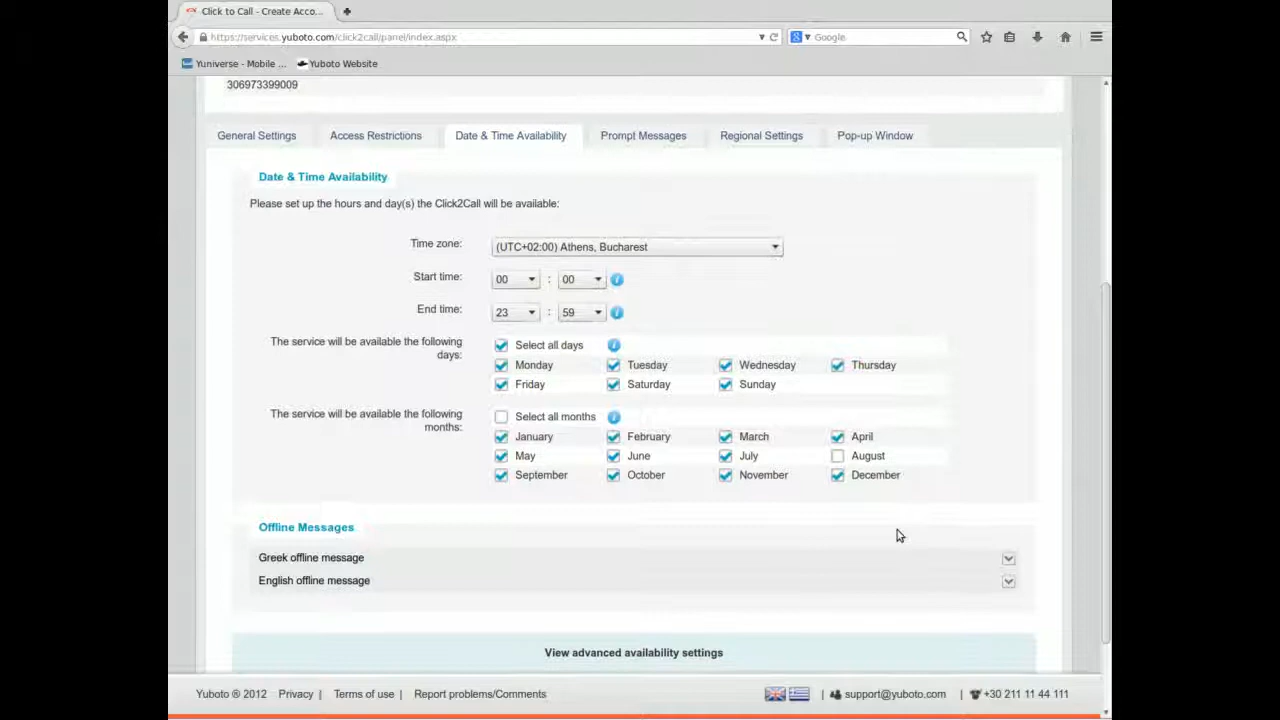 Click to Call - Create Acco...
https://services.yuboto.com/click2call/panel/index.aspx
Google
Yuniverse - Mobile ... Yuboto Website
306973399009
General Settings Access Restrictions Date & Time Availability Prompt Messages Regional Settings Pop-up Window
Date & Time Availability
Please set up the hours and day(s) the Click2Call will be available:
Time zone: (UTC+02:00) Athens, Bucharest
Start time: 00 : 00
End time: 23 : 59
The service will be available the following days:
Select all days
Monday Tuesday Wednesday Thursday
Friday Saturday Sunday
The service will be available the following months:
Select all months
January February March April
May June July August
September October November December
Offline Messages
Greek offline message
English offline message
View advanced availability settings
Yuboto ® 2012 Privacy | Terms of use | Report problems/Comments | support@yuboto.com | +30 211 11 44 111